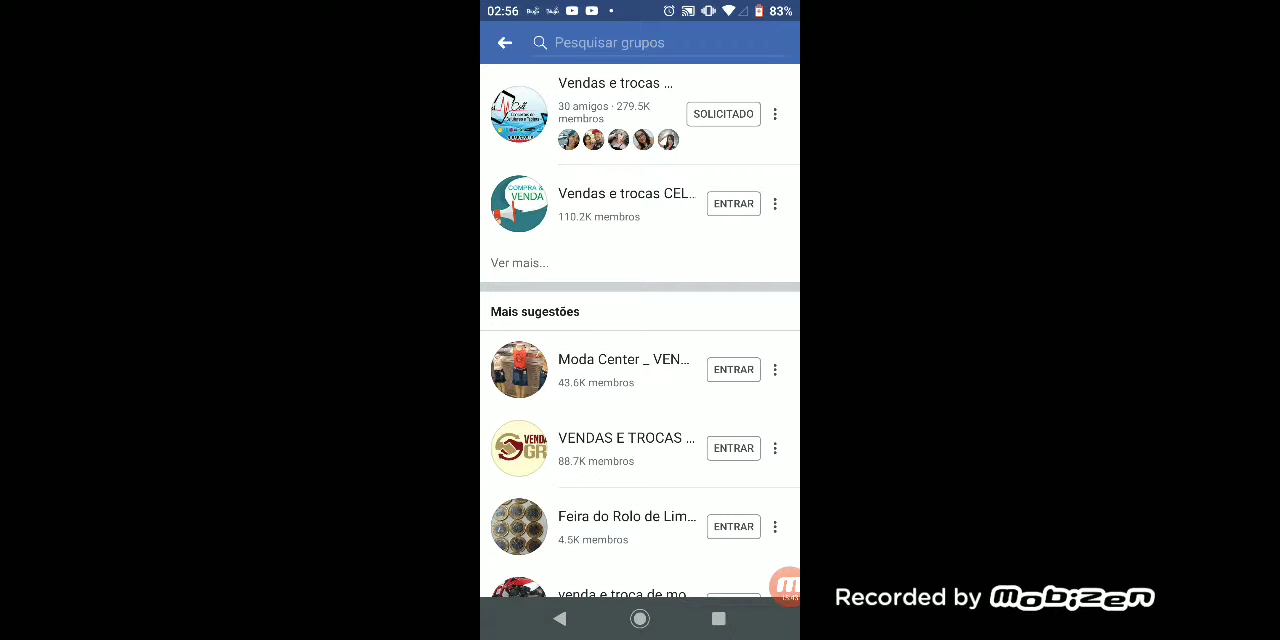 02:56
83%
Pesquisar grupos
Vendas e trocas ...
30 amigos · 279.5K
membros
SOLICITADO
COMPRA &
VENDA
Vendas e trocas CEL...
110.2K membros
ENTRAR
Ver mais...
Mais sugestões
Moda Center _ VEN...
43.6K membros
ENTRAR
VENDA
GR
VENDAS E TROCAS ...
88.7K membros
ENTRAR
Feira do Rolo de Lim...
4.5K membros
ENTRAR
venda e troca de mo
Recorded by mobizen